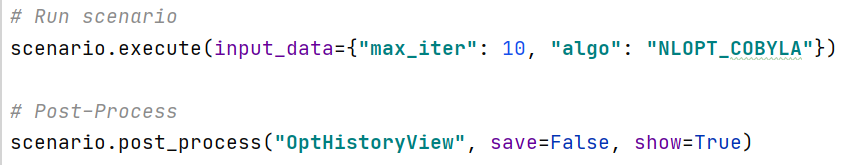 # Run scenario
scenario.execute(input_data={"max_iter": 10, "algo": "NLOPT_COBYLA"})
# Post-Process
scenario.post_process("OptHistoryView", save=False, show=True)